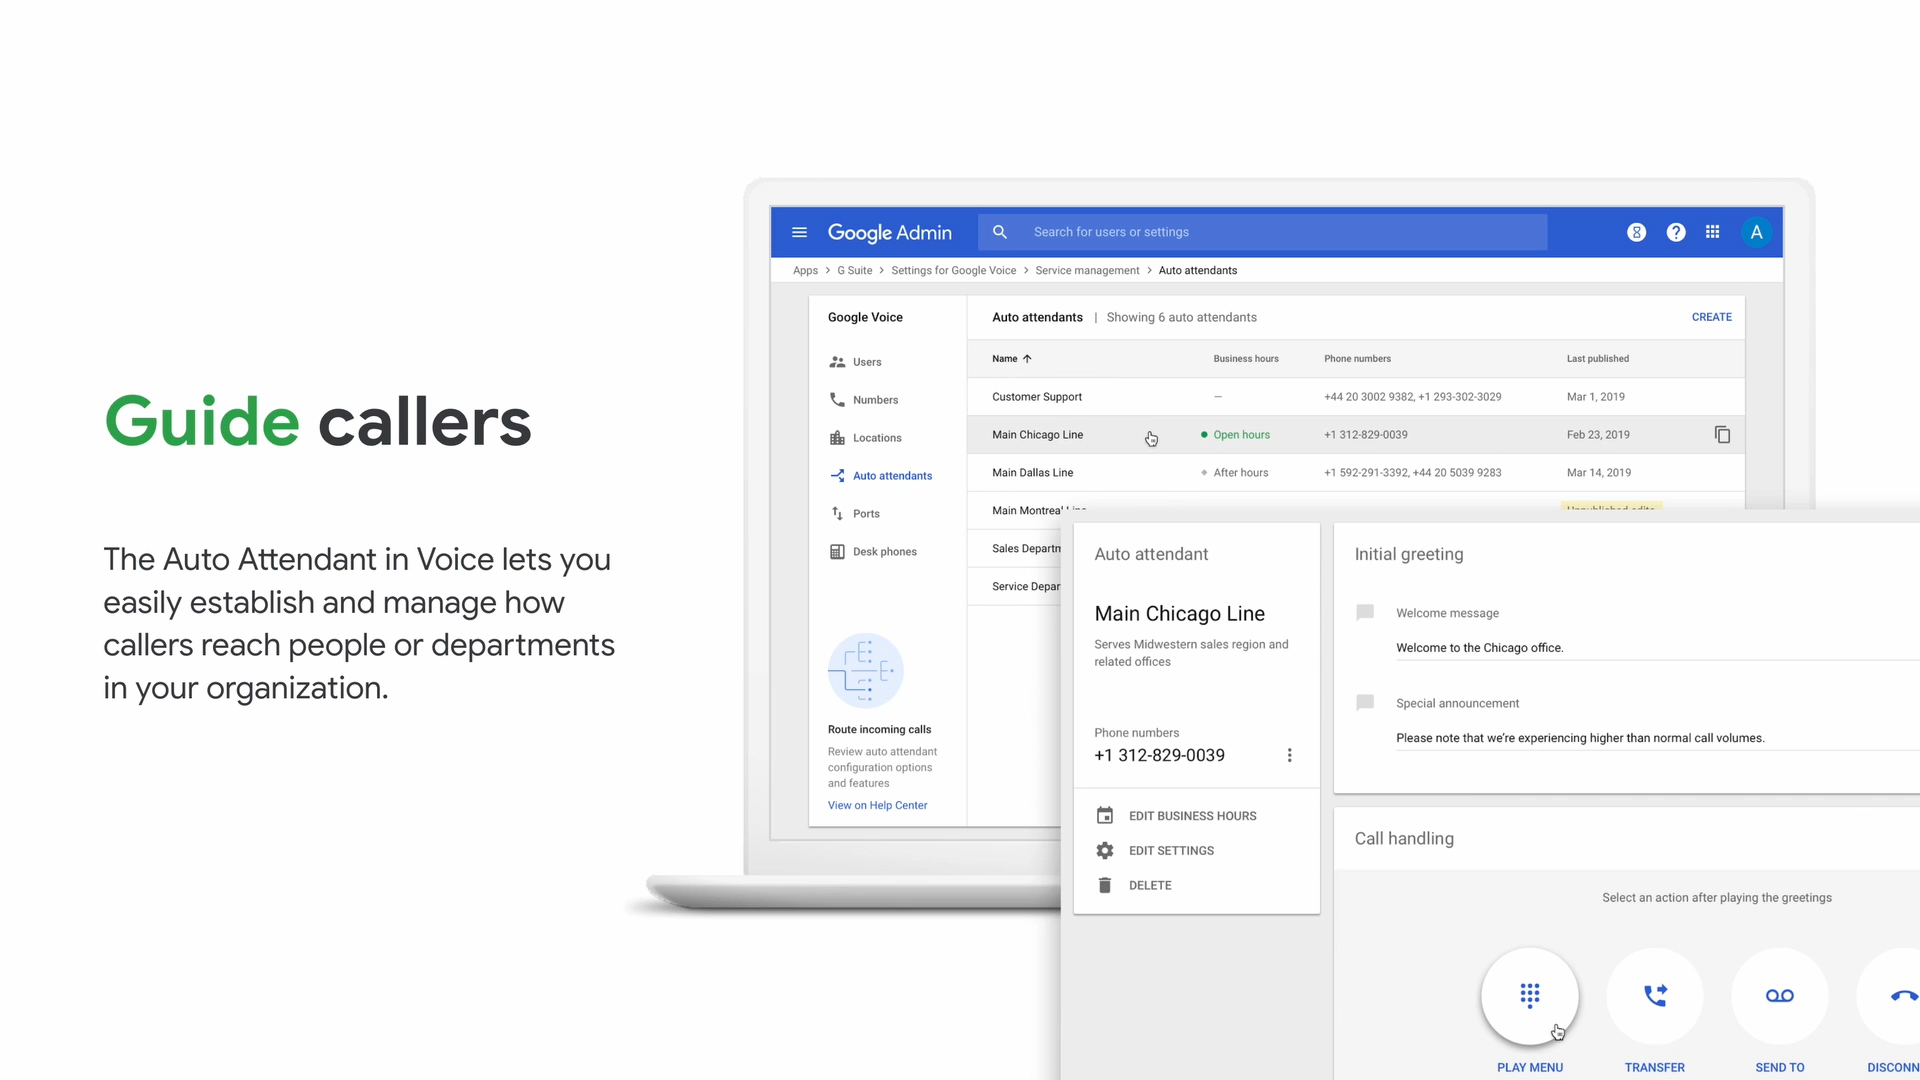 Guide callers
The Auto Attendant in Voice lets you
easily establish and manage how
callers reach people or departments
in your organization.
Google Admin
Search for users or settings
A
Apps > G Suite > Settings for Google Voice > Service management > Auto attendants
Google Voice
Users
Numbers
Locations
Auto attendants
Ports
Desk phones
Route incoming calls
Review auto attendant
configuration options
and features
View on Help Center
Auto attendants | Showing 6 auto attendants CREATE
Name Business hours Phone numbers Last published
Customer Support — +44 20 3002 9382, +1 293-302-3029 Mar 1, 2019
Main Chicago Line Open hours +1 312-829-0039 Feb 23, 2019
Main Dallas Line After hours +1 592-291-3392, +44 20 5039 9283 Mar 14, 2019
Main Montreal
Sales
Service
Auto attendant
Main Chicago Line
Serves Midwestern sales region and
related offices
Phone numbers
+1 312-829-0039
EDIT BUSINESS HOURS
EDIT SETTINGS
DELETE
Initial greeting
Welcome message
Welcome to the Chicago office.
Special announcement
Please note that we're experiencing higher than normal call volumes.
Call handling
Select an action after playing the greetings
PLAY MENU
TRANSFER
SEND TO